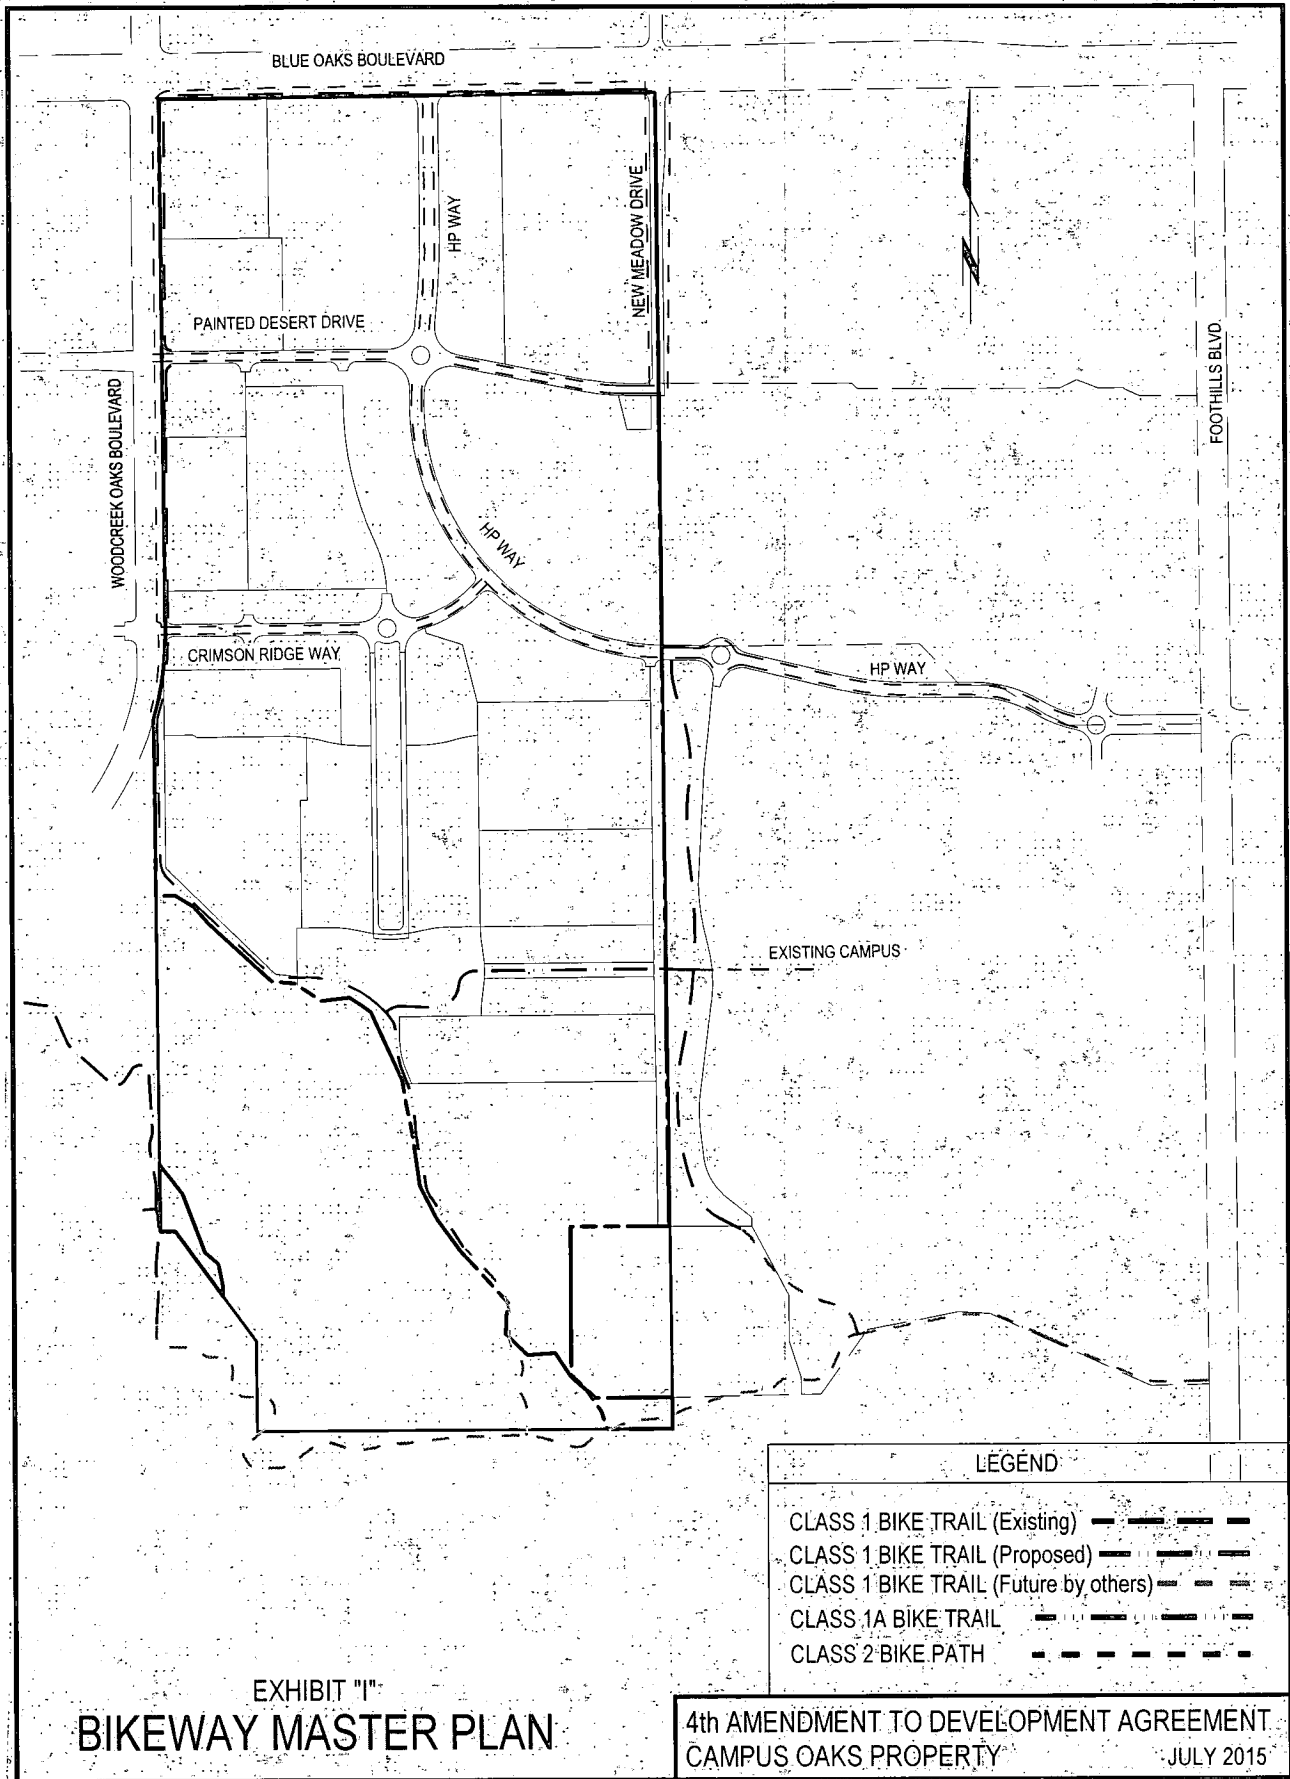 BLUE OAKS BOULEVARD
HP WAY
NEW MEADOW DRIVE
PAINTED DESERT DRIVE
FOOTHILLS BLVD
WOODCREEK OAKS BOULEVARD
HP WAY
CRIMSON RIDGE WAY
HP WAY
EXISTING CAMPUS
LEGEND
CLASS 1 BIKE TRAIL (Existing)
CLASS 1 BIKE TRAIL (Proposed)
CLASS 1 BIKE TRAIL (Future by others)
CLASS 1A BIKE TRAIL
CLASS 2 BIKE PATH
EXHIBIT "I"
BIKEWAY MASTER PLAN
4th AMENDMENT TO DEVELOPMENT AGREEMENT
CAMPUS OAKS PROPERTY JULY 2015